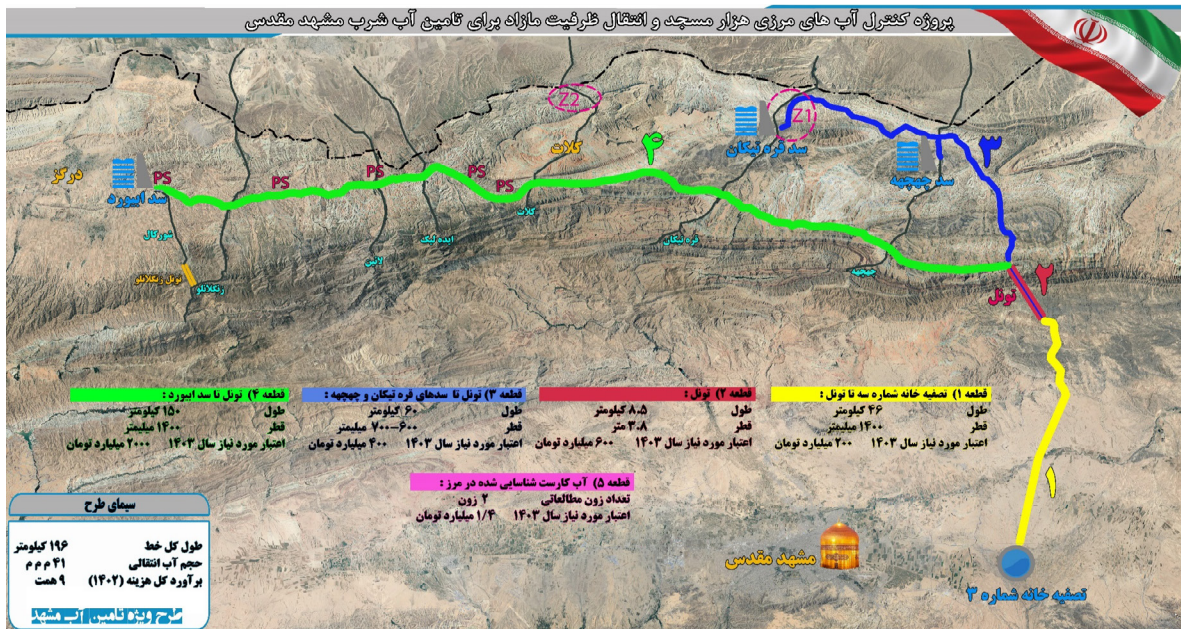 پروژه کنترل آب های مرزی هزار مسجد و انتقال ظرفیت مازاد برای تامین آب شرب مشهد مقدس
Z2
Z1
سد قره تیکان
کلات
۴
۳
سد چهچهه
درگز
سد ابیورد
PS
PS
PS
PS
PS
شورکال
تونل زنگلانلو
زنگلانلو
لاین
ایده لیک
کلات
قره تیکان
چهچهه
۲
تونل
قطعه ۱) تصفیه خانه شماره سه تا تونل :
طول ۴۶ کیلومتر
قطر ۱۴۰۰ میلیمتر
اعتبار مورد نیاز سال ۱۴۰۳ ۲۰۰ میلیارد تومان
قطعه ۲) تونل :
طول ۸.۵ کیلومتر
قطر ۳.۸ متر
اعتبار مورد نیاز سال ۱۴۰۳ ۶۰۰ میلیارد تومان
قطعه ۳) تونل تا سدهای قره تیکان و چهچهه :
طول ۶۰ کیلومتر
قطر ۶۰۰-۷۰۰ میلیمتر
اعتبار مورد نیاز سال ۱۴۰۳ ۴۰۰ میلیارد تومان
قطعه ۴) تونل تا سد ابیورد :
طول ۱۵۰ کیلومتر
قطر ۱۴۰۰ میلیمتر
اعتبار مورد نیاز سال ۱۴۰۳ ۲۰۰۰ میلیارد تومان
قطعه ۵) آب کارست شناسایی شده در مرز :
تعداد زون مطالعاتی ۲ زون
اعتبار مورد نیاز سال ۱۴۰۳ ۱/۴ میلیارد تومان
۱
سیمای طرح
طول کل خط ۱۹۶ کیلومتر
حجم آب انتقالی ۴۱ م م م
برآورد کل هزینه (۱۴۰۲) ۹ همت
طرح ویژه تامین آب مشهد
مشهد مقدس
تصفیه خانه شماره ۳